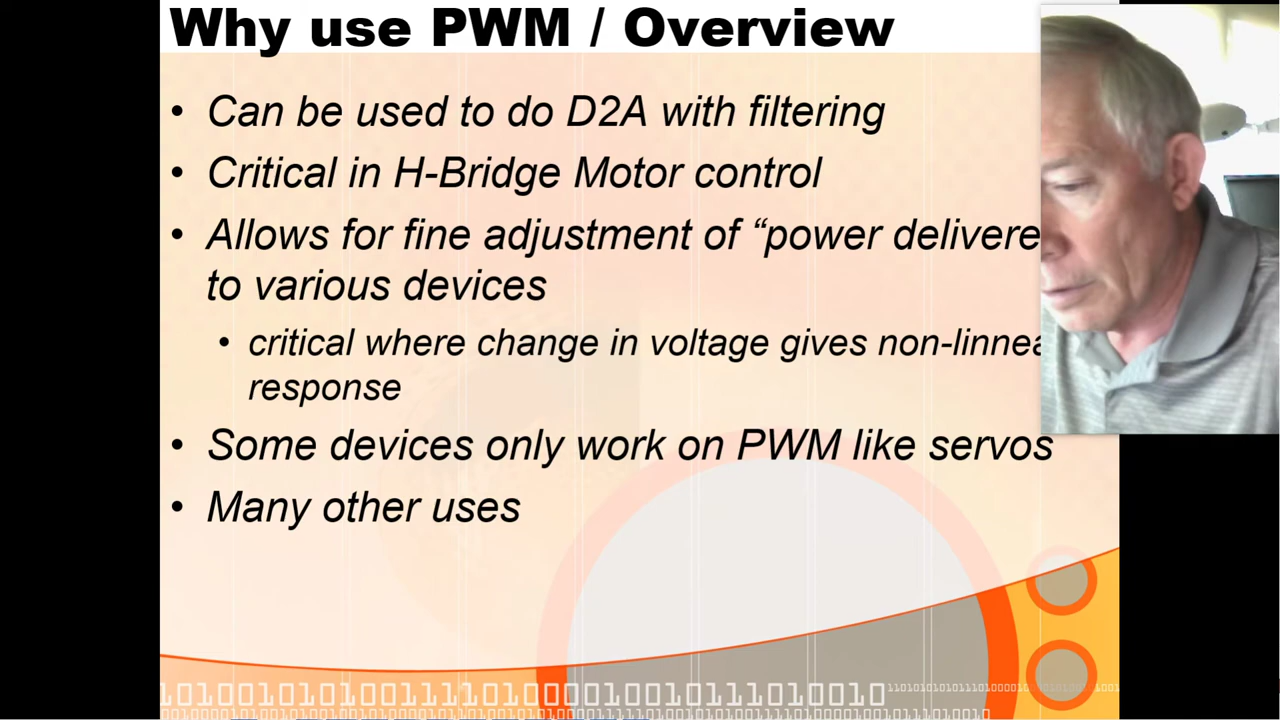 Why use PWM / Overview
• Can be used to do D2A with filtering
• Critical in H-Bridge Motor control
• Allows for fine adjustment of “power delivere
to various devices
• critical where change in voltage gives non-linnea
response
• Some devices only work on PWM like servos
• Many other uses